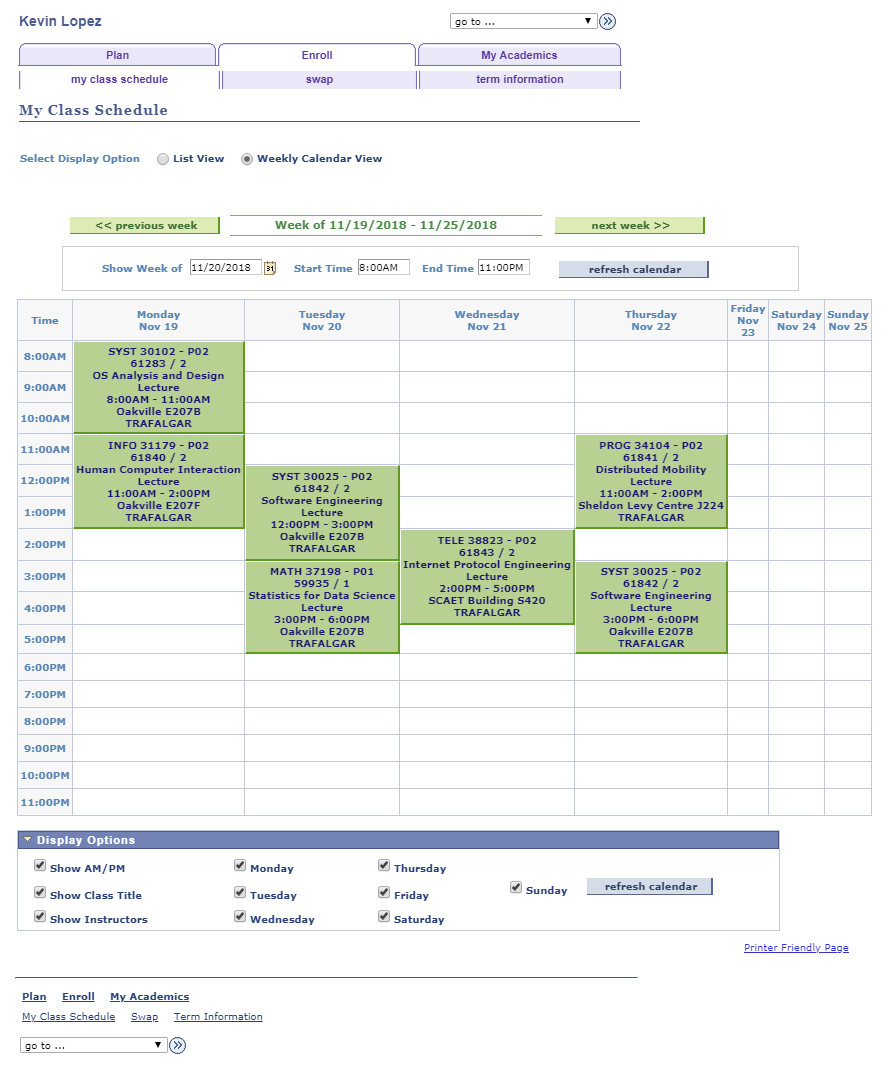 Kevin Lopez
go to ...
Plan
Enroll
My Academics
my class schedule
swap
term information
My Class Schedule
Select Display Option
List View
Weekly Calendar View
<< previous week
Week of 11/19/2018 - 11/25/2018
next week >>
Show Week of
11/20/2018
31
Start Time
8:00AM
End Time
11:00PM
refresh calendar
Time
Monday
Nov 19
Tuesday
Nov 20
Wednesday
Nov 21
Thursday
Nov 22
Friday
Nov
23
Saturday
Nov 24
Sunday
Nov 25
8:00AM
SYST 30102 - P02
61283 / 2
OS Analysis and Design
Lecture
8:00AM - 11:00AM
Oakville E207B
TRAFALGAR
9:00AM
10:00AM
11:00AM
INFO 31179 - P02
61840 / 2
Human Computer Interaction
Lecture
11:00AM - 2:00PM
Oakville E207F
TRAFALGAR
PROG 34104 - P02
61841 / 2
Distributed Mobility
Lecture
11:00AM - 2:00PM
Sheldon Levy Centre J224
TRAFALGAR
12:00PM
SYST 30025 - P02
61842 / 2
Software Engineering
Lecture
12:00PM - 3:00PM
Oakville E207B
TRAFALGAR
1:00PM
2:00PM
TELE 38823 - P02
61843 / 2
Internet Protocol Engineering
Lecture
2:00PM - 5:00PM
SCAET Building S420
TRAFALGAR
3:00PM
MATH 37198 - P01
59935 / 1
Statistics for Data Science
Lecture
3:00PM - 6:00PM
Oakville E207B
TRAFALGAR
SYST 30025 - P02
61842 / 2
Software Engineering
Lecture
3:00PM - 6:00PM
Oakville E207B
TRAFALGAR
4:00PM
5:00PM
6:00PM
7:00PM
8:00PM
9:00PM
10:00PM
11:00PM
Display Options
Show AM/PM
Monday
Thursday
Show Class Title
Tuesday
Friday
Sunday
refresh calendar
Show Instructors
Wednesday
Saturday
Printer Friendly Page
Plan
Enroll
My Academics
My Class Schedule
Swap
Term Information
go to ...